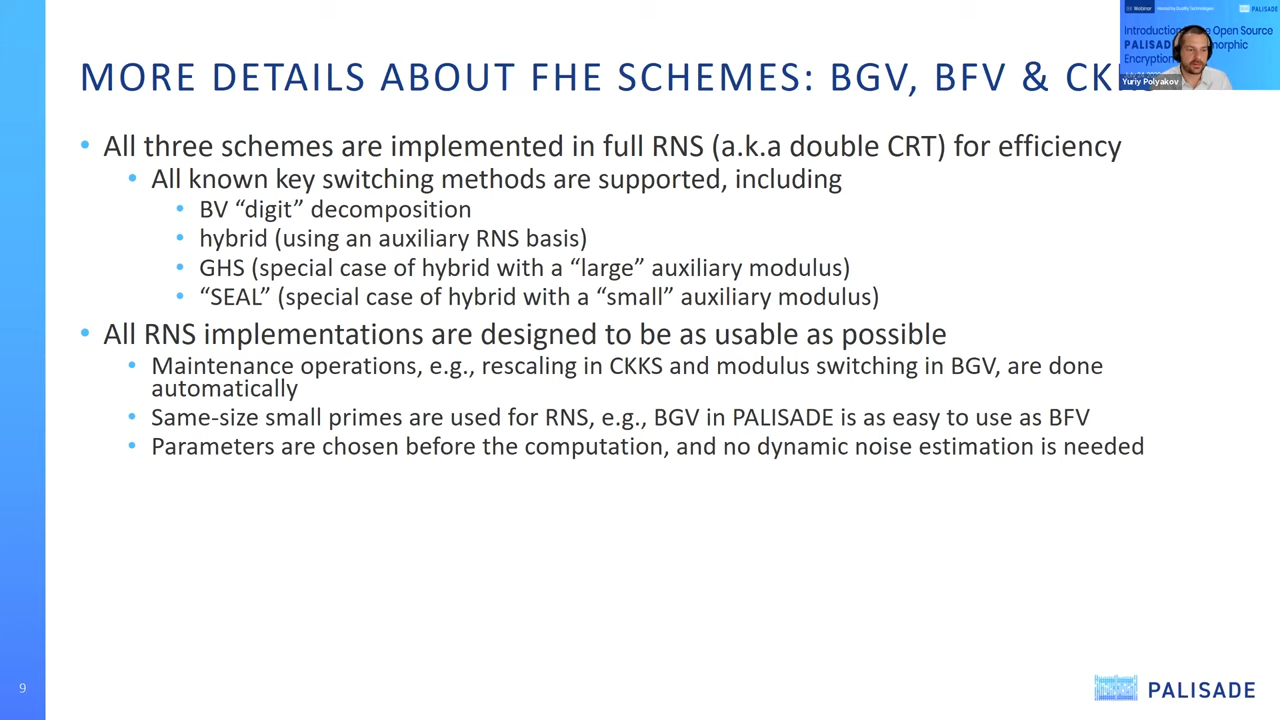 Webinar
Hosted by Duality Technologies
PALISADE
Open Source
PALISADE
Encryption
Yuriy Polyakov
MORE DETAILS ABOUT FHE SCHEMES: BGV, BFV &
• All three schemes are implemented in full RNS (a.k.a double CRT) for efficiency
• All known key switching methods are supported, including
• BV “digit” decomposition
• hybrid (using an auxiliary RNS basis)
• GHS (special case of hybrid with a “large” auxiliary modulus)
• “SEAL” (special case of hybrid with a “small” auxiliary modulus)
• All RNS implementations are designed to be as usable as possible
• Maintenance operations, e.g., rescaling in CKKS and modulus switching in BGV, are done
automatically
• Same-size small primes are used for RNS, e.g., BGV in PALISADE is as easy to use as BFV
• Parameters are chosen before the computation, and no dynamic noise estimation is needed
9
PALISADE